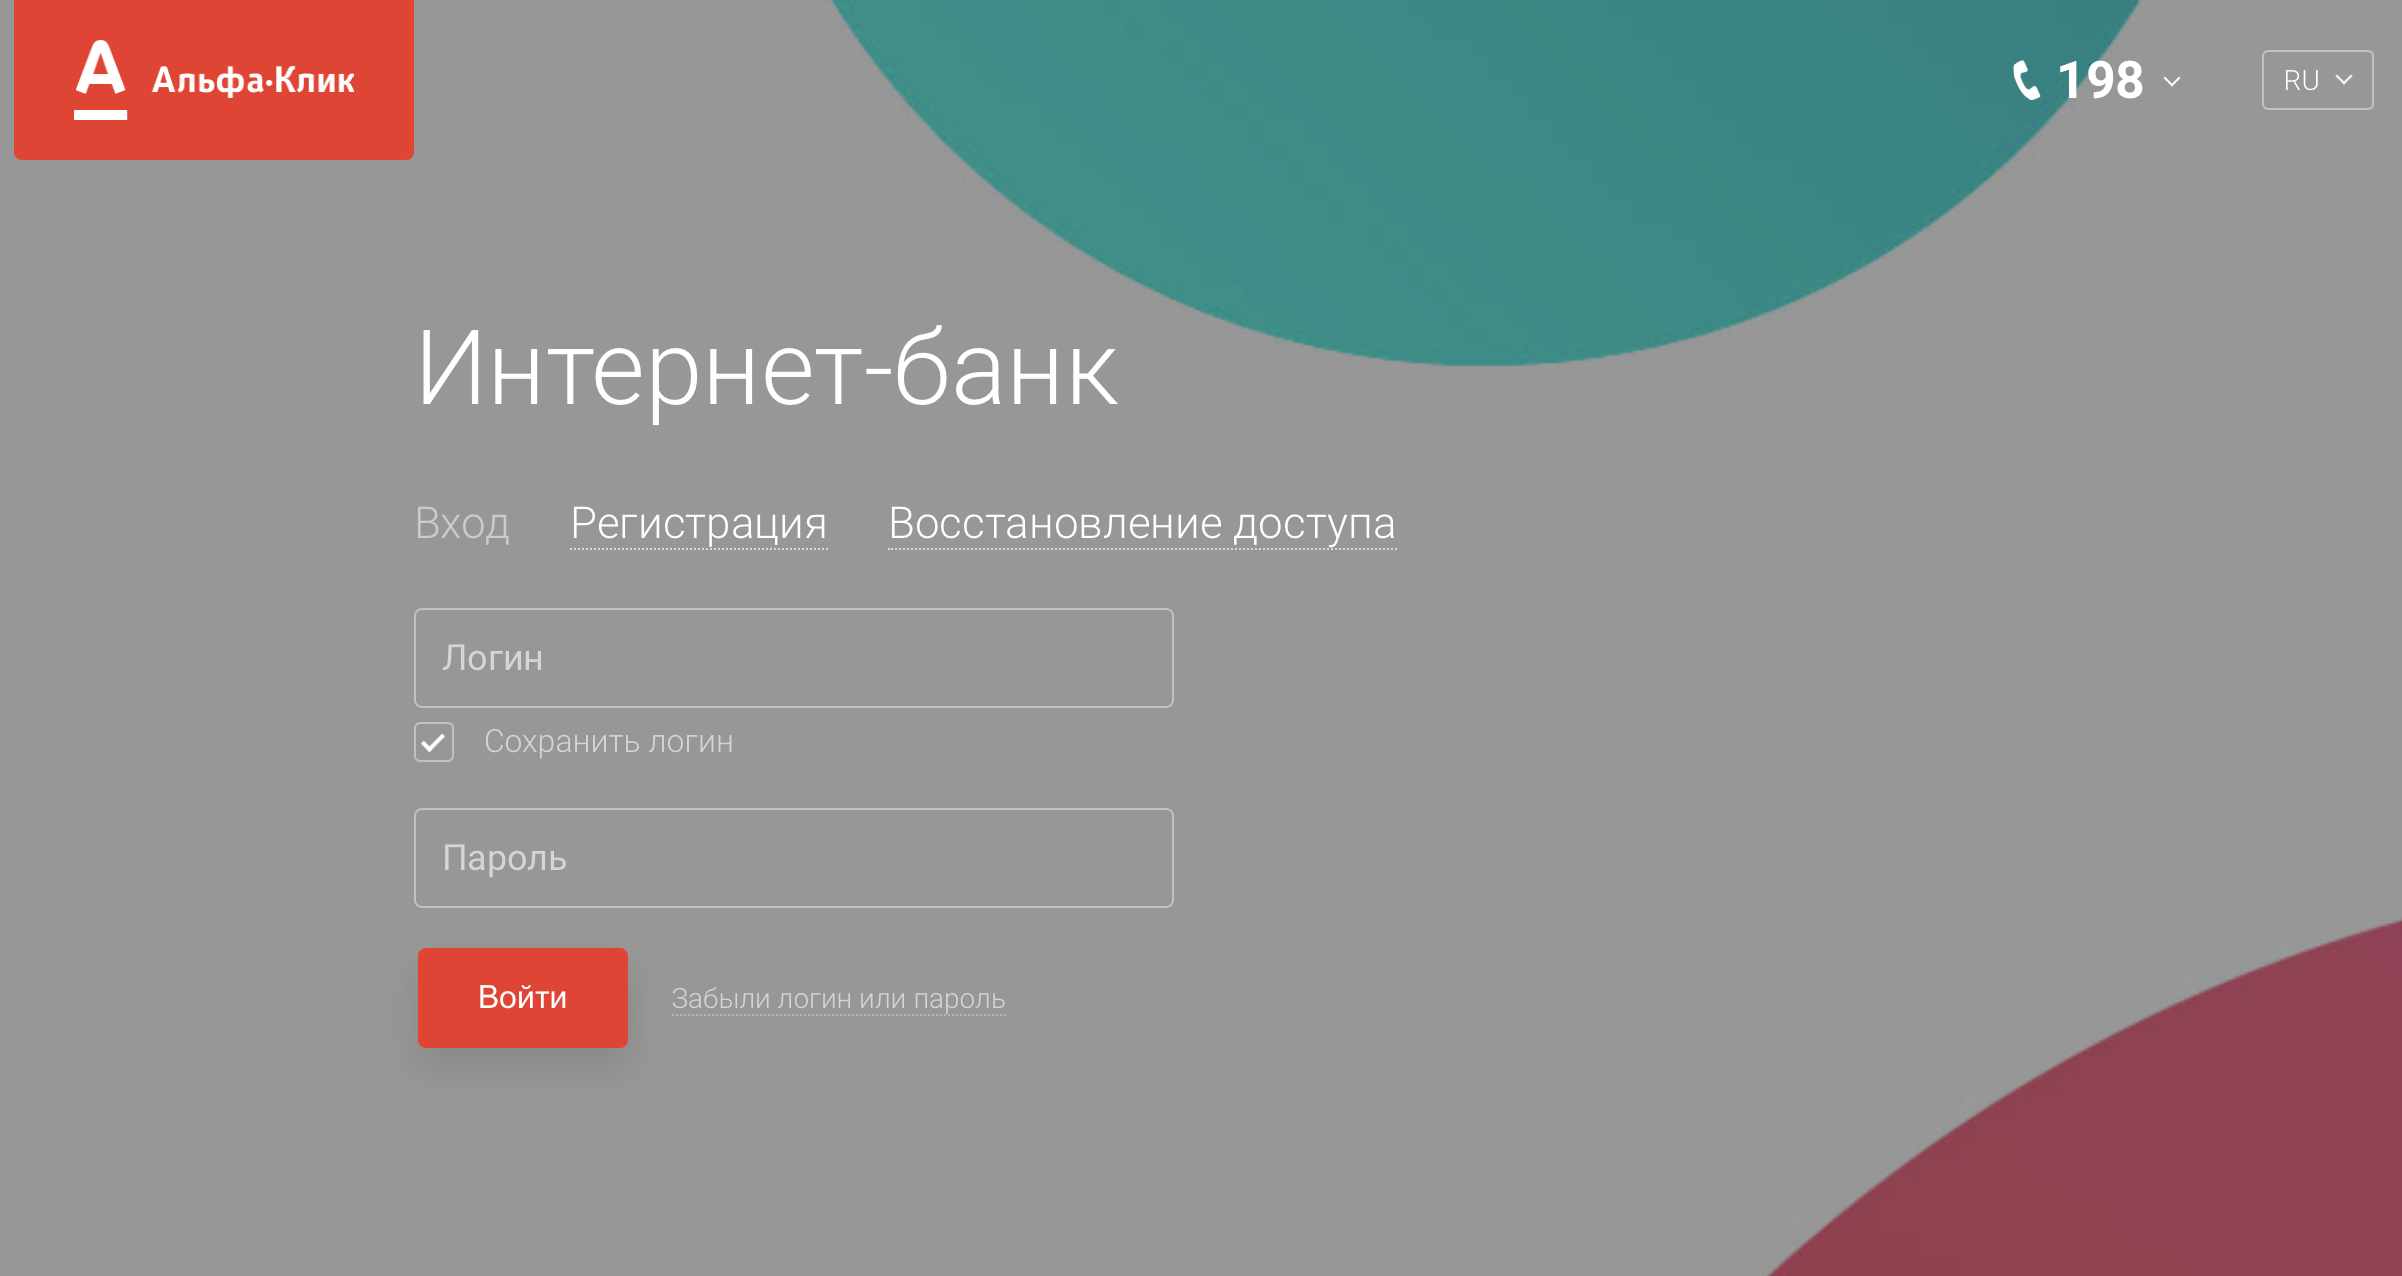 Альфа·Клик
198
RU
Интернет-банк
Вход Регистрация Восстановление доступа
Логин
Сохранить логин
Пароль
Войти Забыли логин или пароль